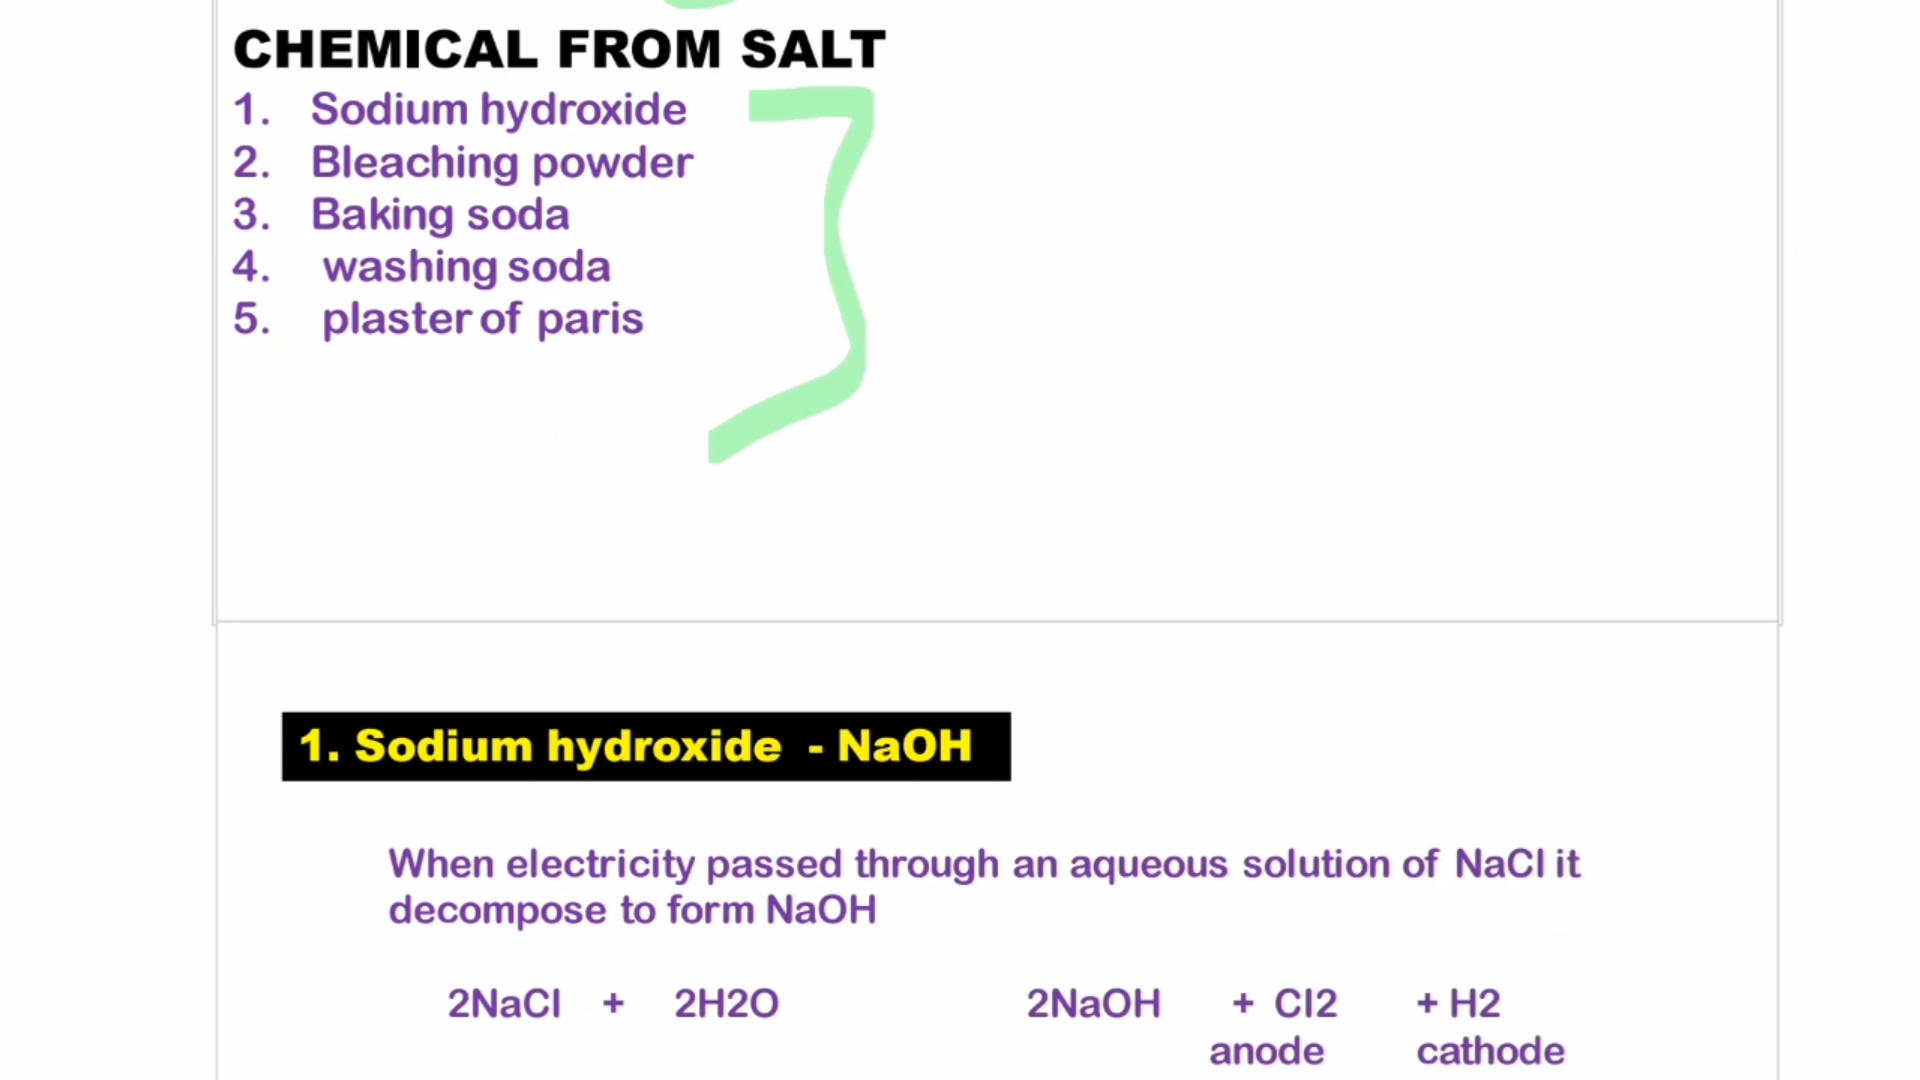 CHEMICAL FROM SALT
1. Sodium hydroxide
2. Bleaching powder
3. Baking soda
4. washing soda
5. plaster of paris
1. Sodium hydroxide - NaOH
When electricity passed through an aqueous solution of NaCl it
decompose to form NaOH
2NaCl + 2H2O 2NaOH + Cl2 + H2
anode cathode